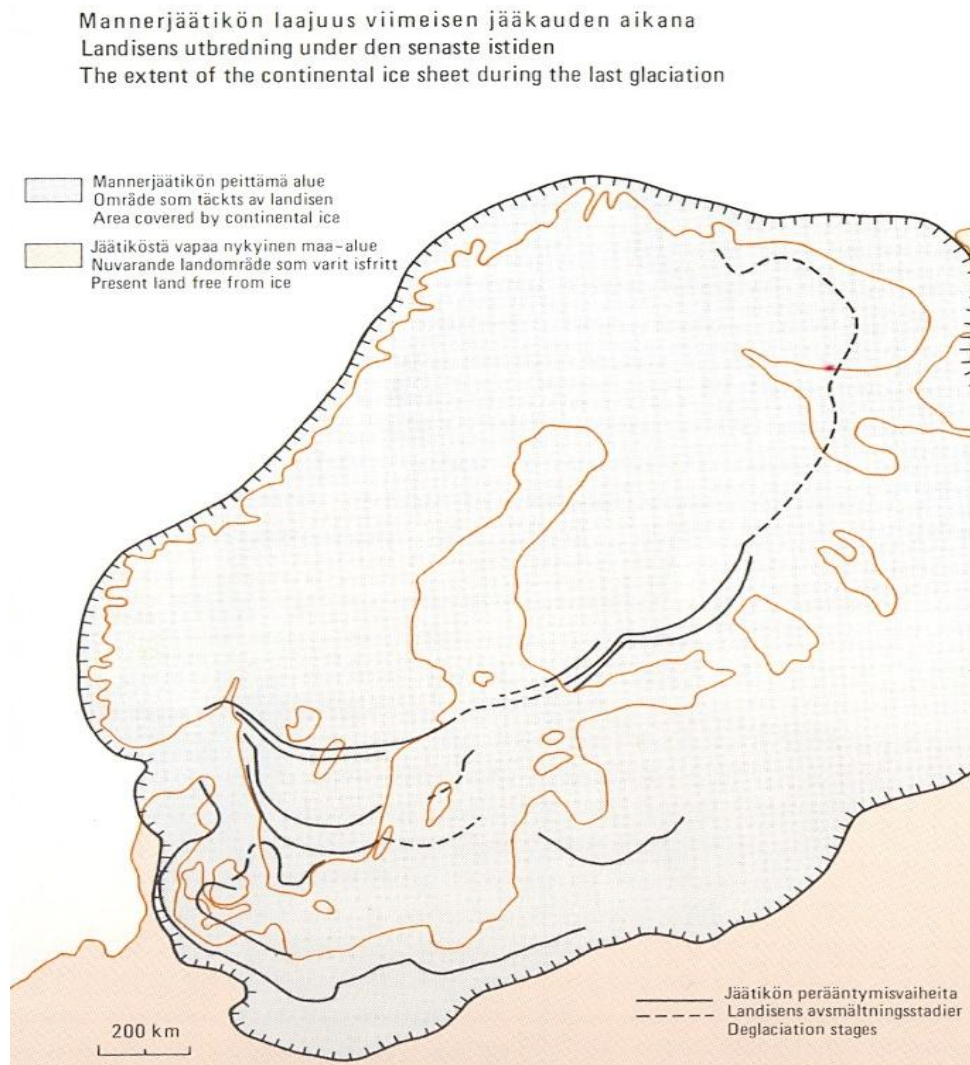 Mannerjäätikön laajuus viimeisen jääkauden aikana
Landisens utbredning under den senaste istiden
The extent of the continental ice sheet during the last glaciation
Mannerjäätikön peittämä alue
Område som täckts av landisen
Area covered by continental ice
Jäätiköstä vapaa nykyinen maa-alue
Nuvarande landområde som varit isfritt
Present land free from ice
200 km
Jäätikön perääntymisvaiheita
Landisens avsmältningsstadier
Deglaciation stages